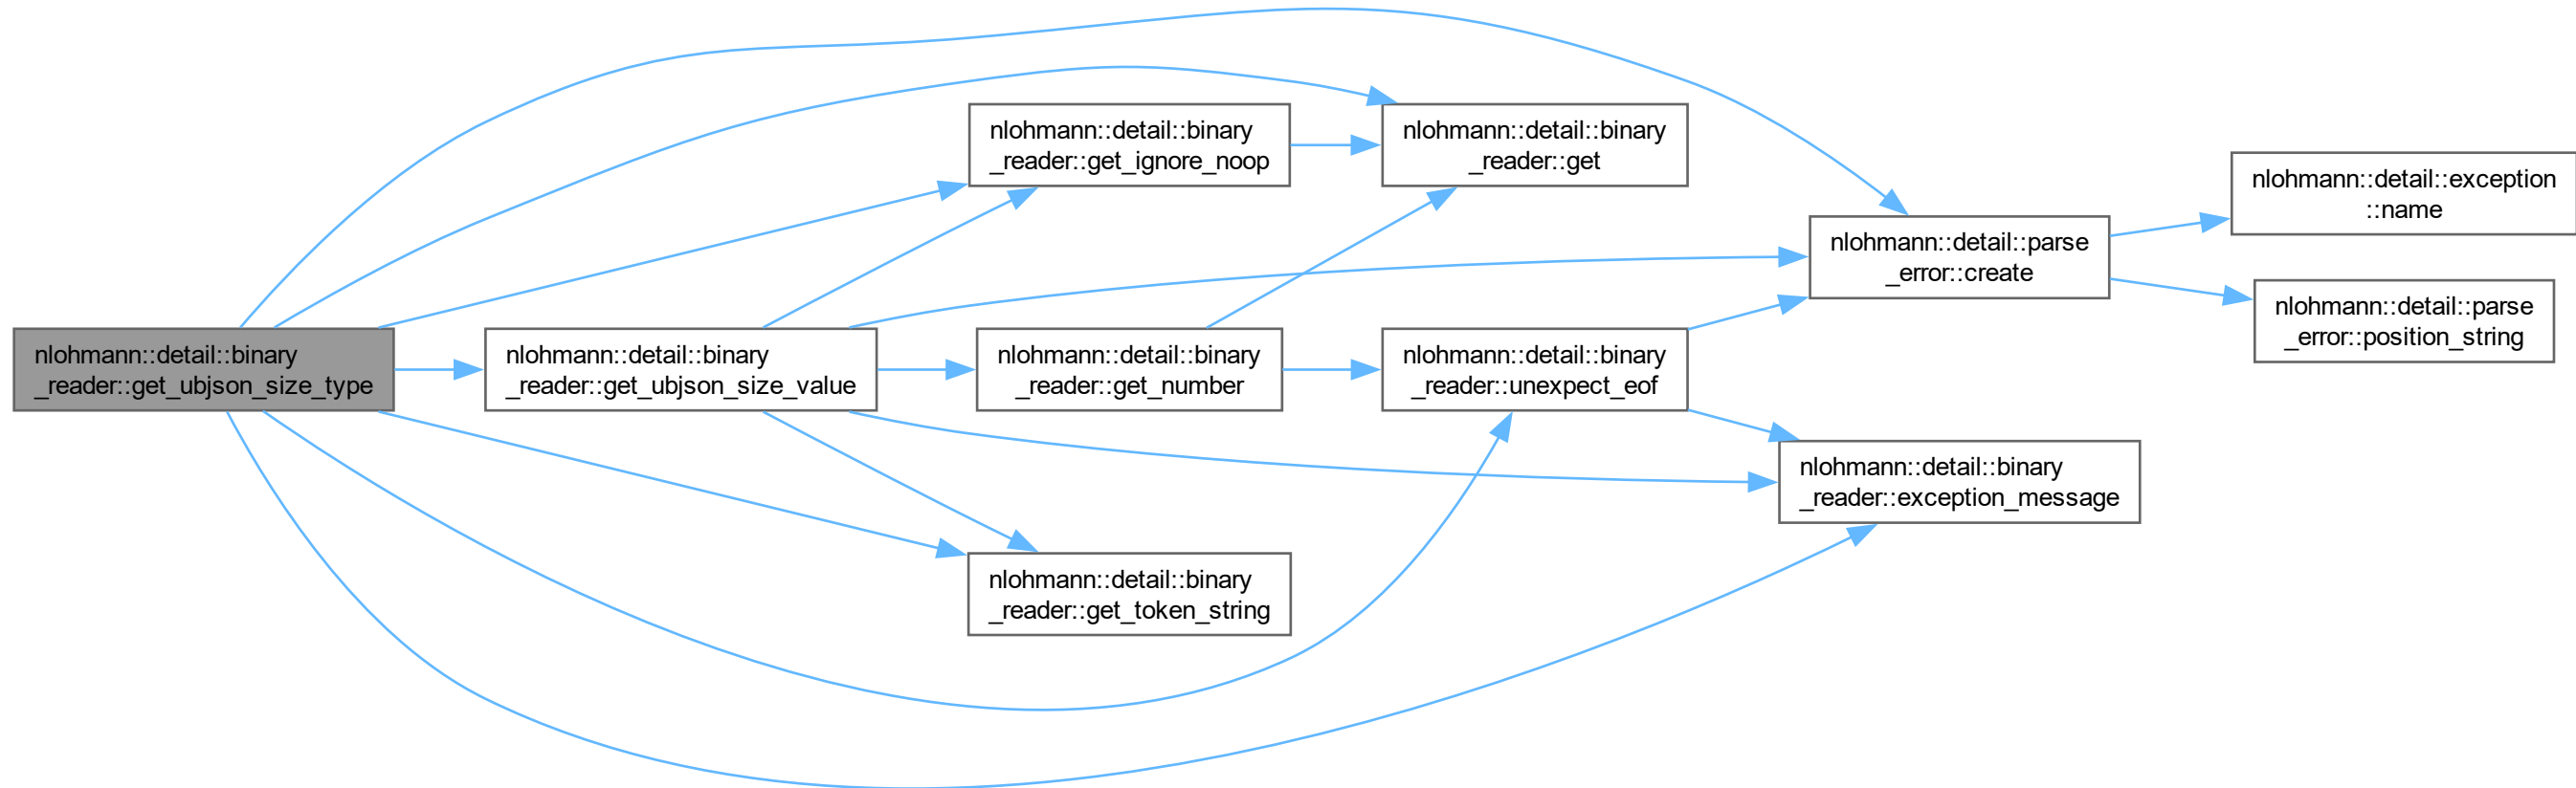 nlohmann::detail::binary
_reader::get_ubjson_size_type
nlohmann::detail::binary
_reader::get_ubjson_size_value
nlohmann::detail::binary
_reader::get_ignore_noop
nlohmann::detail::binary
_reader::get_number
nlohmann::detail::binary
_reader::get_token_string
nlohmann::detail::binary
_reader::get
nlohmann::detail::binary
_reader::unexpect_eof
nlohmann::detail::parse
_error::create
nlohmann::detail::binary
_reader::exception_message
nlohmann::detail::exception
::name
nlohmann::detail::parse
_error::position_string